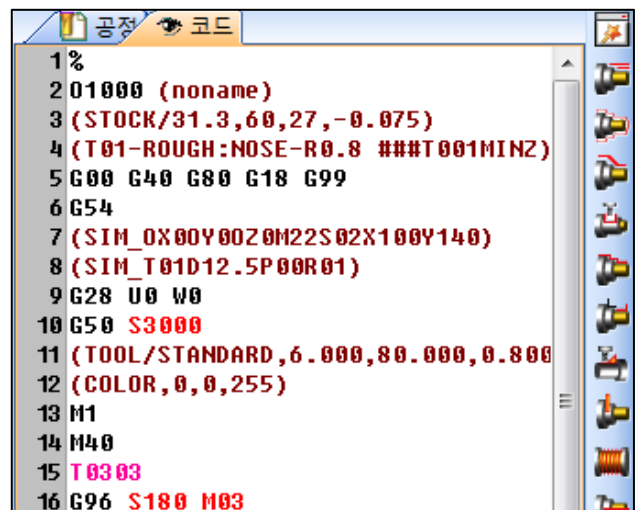 공정 코드
1 %
2 O1000 (noname)
3 (STOCK/31.3,60,27,-0.075)
4 (T01-ROUGH:NOSE-R0.8 ###T001MINZ)
5 G00 G40 G80 G18 G99
6 G54
7 (SIM_OX0OY0OZ0M22S02X100Y140)
8 (SIM_T01D12.5P00R01)
9 G28 U0 W0
10 G50 S3000
11 (TOOL/STANDARD,6.000,80.000,0.800
12 (COLOR,0,0,255)
13 M1
14 M40
15 T0303
16 G96 S180 M03